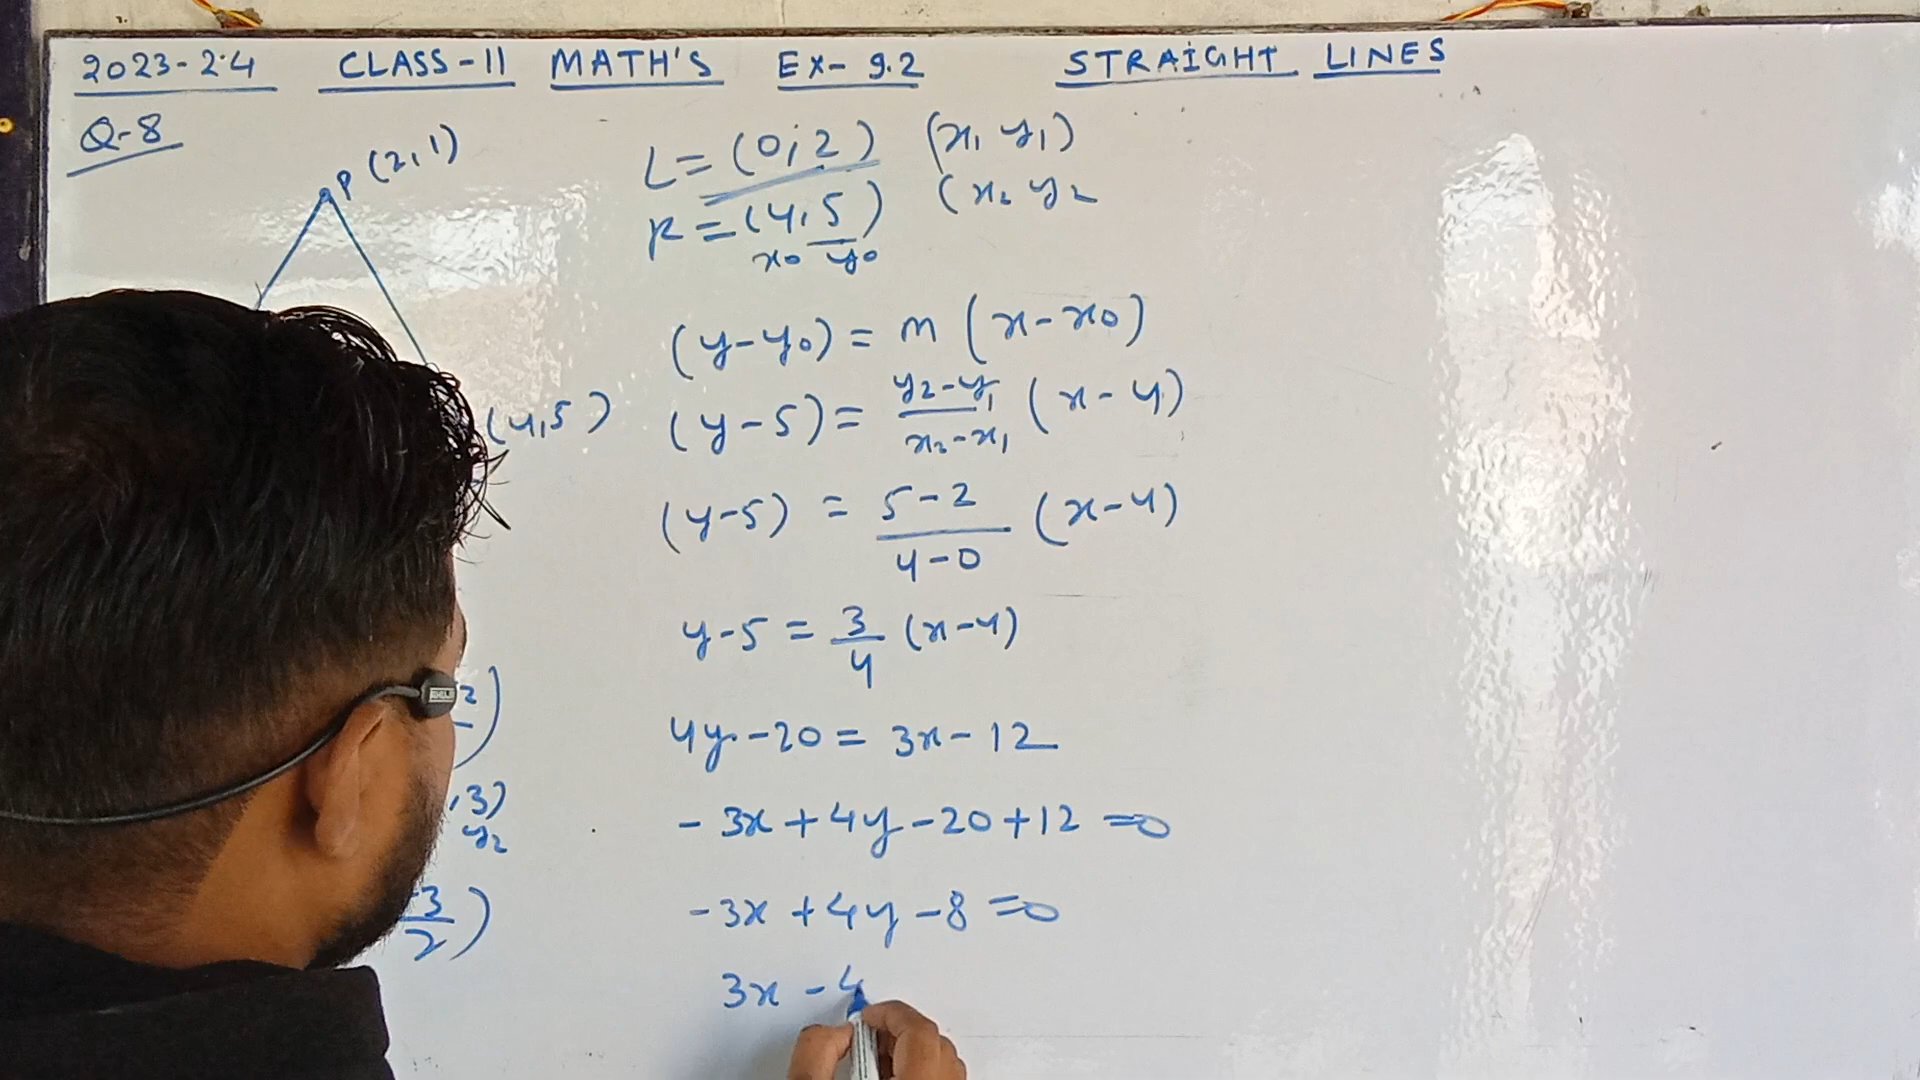 2023-2.4 CLASS-11 MATH'S EX-9.2 STRAIGHT LINES
Q-8
P (2,1)
(4,5)
2)
,3)
y₂
3/2)
L = (0,2) (x₁ y₁)
R = (4,5) (x₂ y₂
x₀ y₀
(y-y₀) = m (x-x₀)
(y-5) = y₂-y₁/x₂-x₁ (x-4)
(y-5) = 5-2/4-0 (x-4)
y-5 = 3/4 (x-4)
4y-20 = 3x-12
-3x+4y-20+12=0
-3x+4y-8=0
3x-4